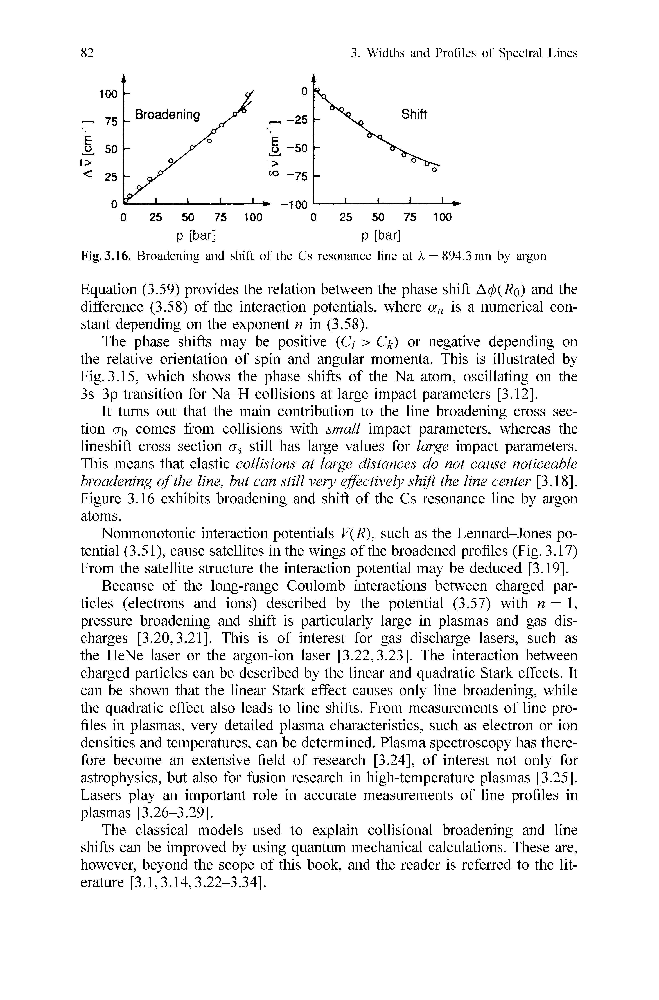 82
3. Widths and Profiles of Spectral Lines
100
75
50
25
0
Δν̅ [cm⁻¹]
Broadening
0 25 50 75 100
p [bar]
0
−25
−50
−75
−100
δν̅ [cm⁻¹]
Shift
0 25 50 75 100
p [bar]
Fig. 3.16. Broadening and shift of the Cs resonance line at λ = 894.3 nm by argon
Equation (3.59) provides the relation between the phase shift Δϕ(R₀) and the
difference (3.58) of the interaction potentials, where αₙ is a numerical con-
stant depending on the exponent n in (3.58).
The phase shifts may be positive (Cᵢ > Cₖ) or negative depending on
the relative orientation of spin and angular momenta. This is illustrated by
Fig. 3.15, which shows the phase shifts of the Na atom, oscillating on the
3s–3p transition for Na–H collisions at large impact parameters [3.12].
It turns out that the main contribution to the line broadening cross sec-
tion σb comes from collisions with small impact parameters, whereas the
lineshift cross section σs still has large values for large impact parameters.
This means that elastic collisions at large distances do not cause noticeable
broadening of the line, but can still very effectively shift the line center [3.18].
Figure 3.16 exhibits broadening and shift of the Cs resonance line by argon
atoms.
Nonmonotonic interaction potentials V(R), such as the Lennard–Jones po-
tential (3.51), cause satellites in the wings of the broadened profiles (Fig. 3.17)
From the satellite structure the interaction potential may be deduced [3.19].
Because of the long-range Coulomb interactions between charged par-
ticles (electrons and ions) described by the potential (3.57) with n = 1,
pressure broadening and shift is particularly large in plasmas and gas dis-
charges [3.20, 3.21]. This is of interest for gas discharge lasers, such as
the HeNe laser or the argon-ion laser [3.22, 3.23]. The interaction between
charged particles can be described by the linear and quadratic Stark effects. It
can be shown that the linear Stark effect causes only line broadening, while
the quadratic effect also leads to line shifts. From measurements of line pro-
files in plasmas, very detailed plasma characteristics, such as electron or ion
densities and temperatures, can be determined. Plasma spectroscopy has there-
fore become an extensive field of research [3.24], of interest not only for
astrophysics, but also for fusion research in high-temperature plasmas [3.25].
Lasers play an important role in accurate measurements of line profiles in
plasmas [3.26–3.29].
The classical models used to explain collisional broadening and line
shifts can be improved by using quantum mechanical calculations. These are,
however, beyond the scope of this book, and the reader is referred to the lit-
erature [3.1, 3.14, 3.22–3.34].